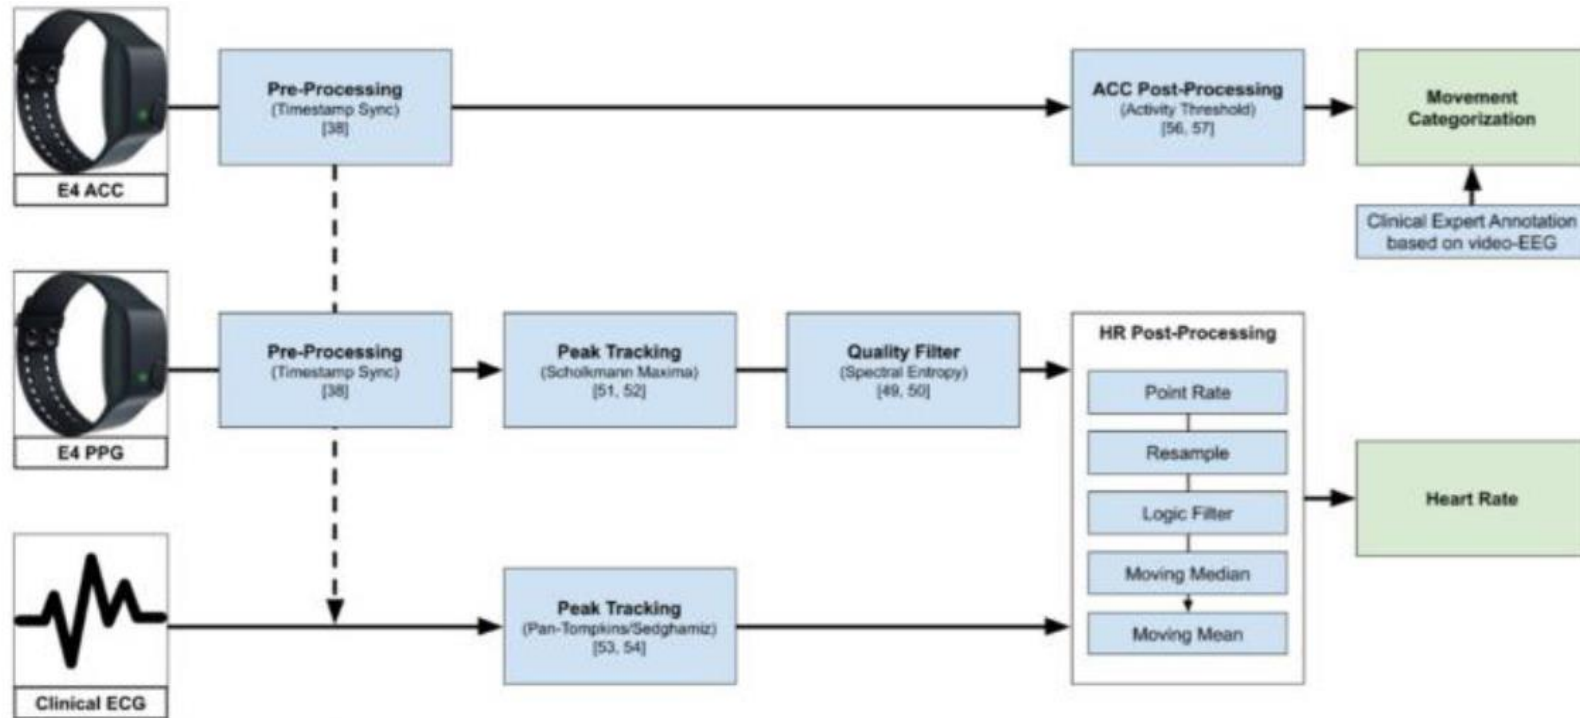 Pre-Processing
(Timestamp Sync)
[38]
ACC Post-Processing
(Activity Threshold)
[56, 57]
Movement
Categorization
E4 ACC
Clinical Expert Annotation
based on video-EEG
Pre-Processing
(Timestamp Sync)
[38]
Peak Tracking
(Scholkmann Maxima)
[51, 52]
Quality Filter
(Spectral Entropy)
[49, 50]
HR Post-Processing
Point Rate
Resample
Logic Filter
Moving Median
Moving Mean
E4 PPG
Heart Rate
Peak Tracking
(Pan-Tompkins/Sedghamiz)
[53, 54]
Clinical ECG